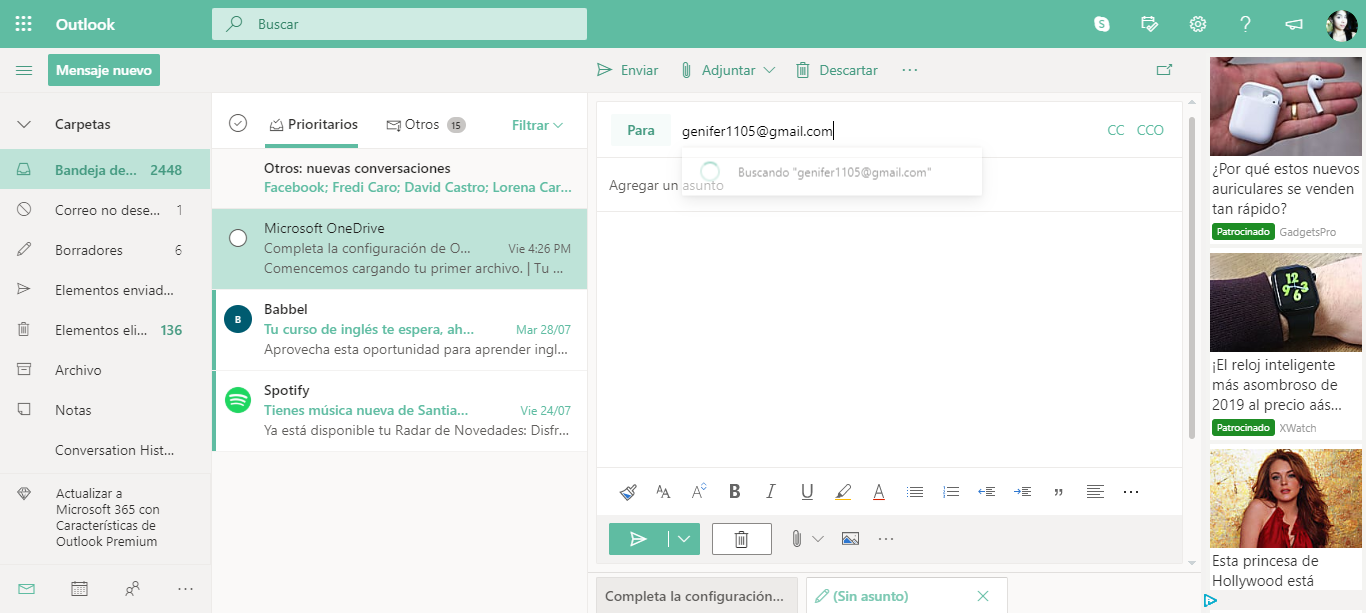 Outlook
Buscar
Mensaje nuevo
Enviar
Adjuntar
Descartar
Carpetas
Bandeja de... 2448
Correo no dese... 1
Borradores 6
Elementos enviad...
Elementos eli... 136
Archivo
Notas
Conversation Hist...
Actualizar a
Microsoft 365 con
Características de
Outlook Premium
Prioritarios
Otros 15
Filtrar
Otros: nuevas conversaciones
Facebook; Fredi Caro; David Castro; Lorena Car...
Microsoft OneDrive
Completa la configuración de O... Vie 4:26 PM
Comencemos cargando tu primer archivo. | Tu ...
B
Babbel
Tu curso de inglés te espera, ah... Mar 28/07
Aprovecha esta oportunidad para aprender ingl...
Spotify
Tienes música nueva de Santia... Vie 24/07
Ya está disponible tu Radar de Novedades: Disfr...
Para genifer1105@gmail.com CC CCO
Buscando "genifer1105@gmail.com"
Agregar un asunto
Completa la configuración...
(Sin asunto)
¿Por qué estos nuevos
auriculares se venden
tan rápido?
Patrocinado GadgetsPro
12
9 3
6
¡El reloj inteligente
más asombroso de
2019 al precio aás...
Patrocinado XWatch
Esta princesa de
Hollywood está